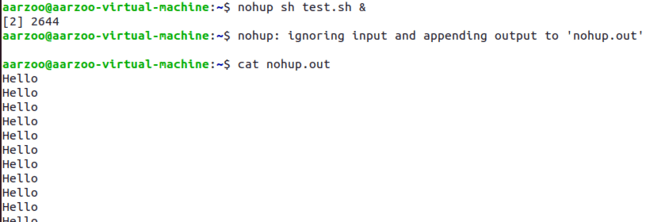 aarzoo@aarzoo-virtual-machine:~$ nohup sh test.sh &
[2] 2644
aarzoo@aarzoo-virtual-machine:~$ nohup: ignoring input and appending output to 'nohup.out'
aarzoo@aarzoo-virtual-machine:~$ cat nohup.out
Hello
Hello
Hello
Hello
Hello
Hello
Hello
Hello
Hello
Hello
Hello